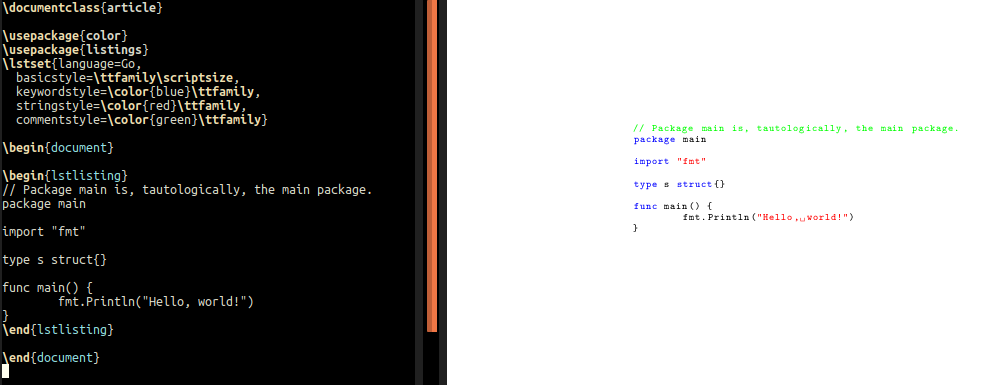 \documentclass{article}

\usepackage{color}
\usepackage{listings}
\lstset{language=Go,
  basicstyle=\ttfamily\scriptsize,
  keywordstyle=\color{blue}\ttfamily,
  stringstyle=\color{red}\ttfamily,
  commentstyle=\color{green}\ttfamily}

\begin{document}

\begin{lstlisting}
// Package main is, tautologically, the main package.
package main

import "fmt"

type s struct{}

func main() {
        fmt.Println("Hello, world!")
}
\end{lstlisting}

\end{document}

// Package main is, tautologically, the main package.
package main

import "fmt"

type s struct{}

func main() {
        fmt.Println("Hello,␣world!")
}